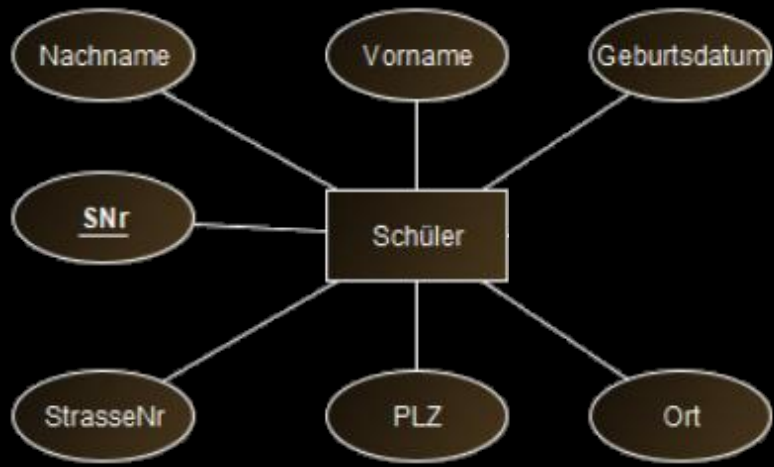 Nachname
Vorname
Geburtsdatum
SNr
Schüler
StrasseNr
PLZ
Ort